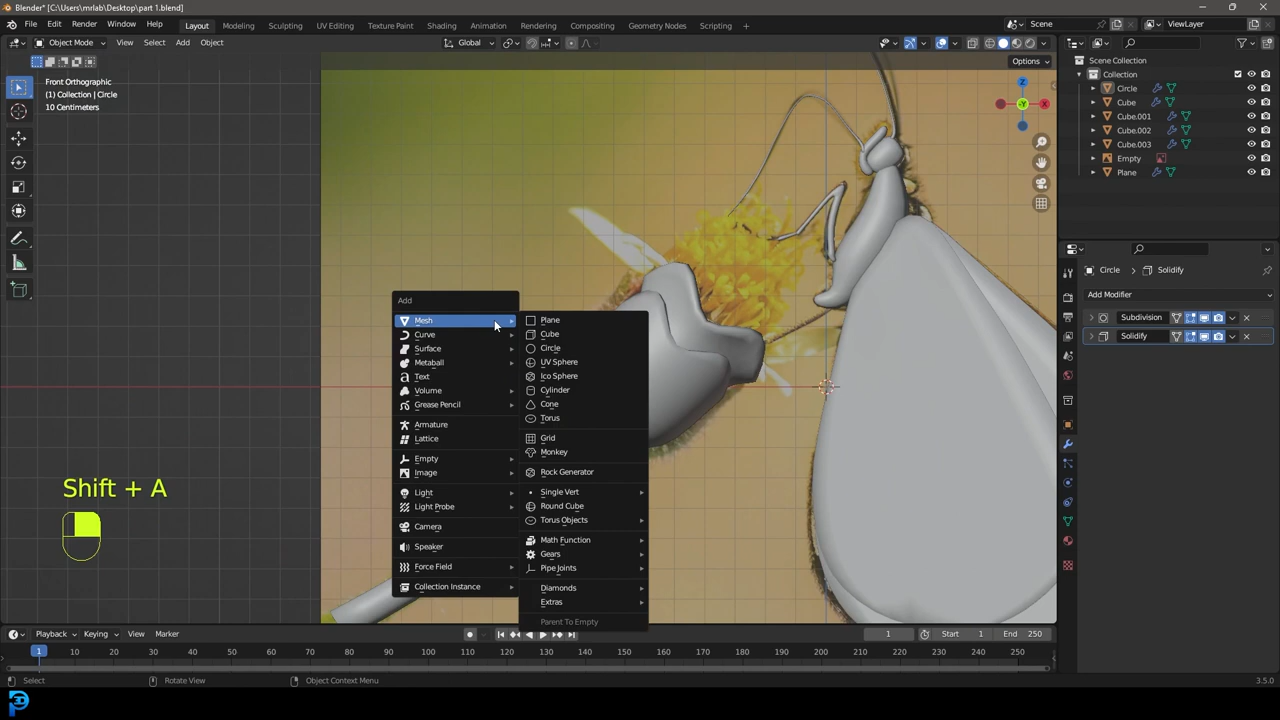 Blender* [C:\Users\mrlab\Desktop\part 1.blend]
File Edit Render Window Help Layout Modeling Sculpting UV Editing Texture Paint Shading Animation Rendering Compositing Geometry Nodes Scripting + Scene ViewLayer
Object Mode View Select Add Object Global
Options
Front Orthographic
(1) Collection | Circle
10 Centimeters
Z
X
-Y
Scene Collection
Collection
Circle
Cube
Cube.001
Cube.002
Cube.003
Empty
Plane
Circle > Solidify
Add Modifier
Subdivision
Solidify
Add
Mesh
Curve
Surface
Metaball
Text
Volume
Grease Pencil
Armature
Lattice
Empty
Image
Light
Light Probe
Camera
Speaker
Force Field
Collection Instance
Plane
Cube
Circle
UV Sphere
Ico Sphere
Cylinder
Cone
Torus
Grid
Monkey
Rock Generator
Single Vert
Round Cube
Torus Objects
Math Function
Gears
Pipe Joints
Diamonds
Extras
Parent To Empty
Shift + A
Playback Keying View Marker 1 Start 1 End 250
1 10 20 30 40 50 60 70 80 90 100 110 120 130 140 150 160 170 180 190 200 210 220 230 240 250
Select Rotate View Object Context Menu 3.5.0